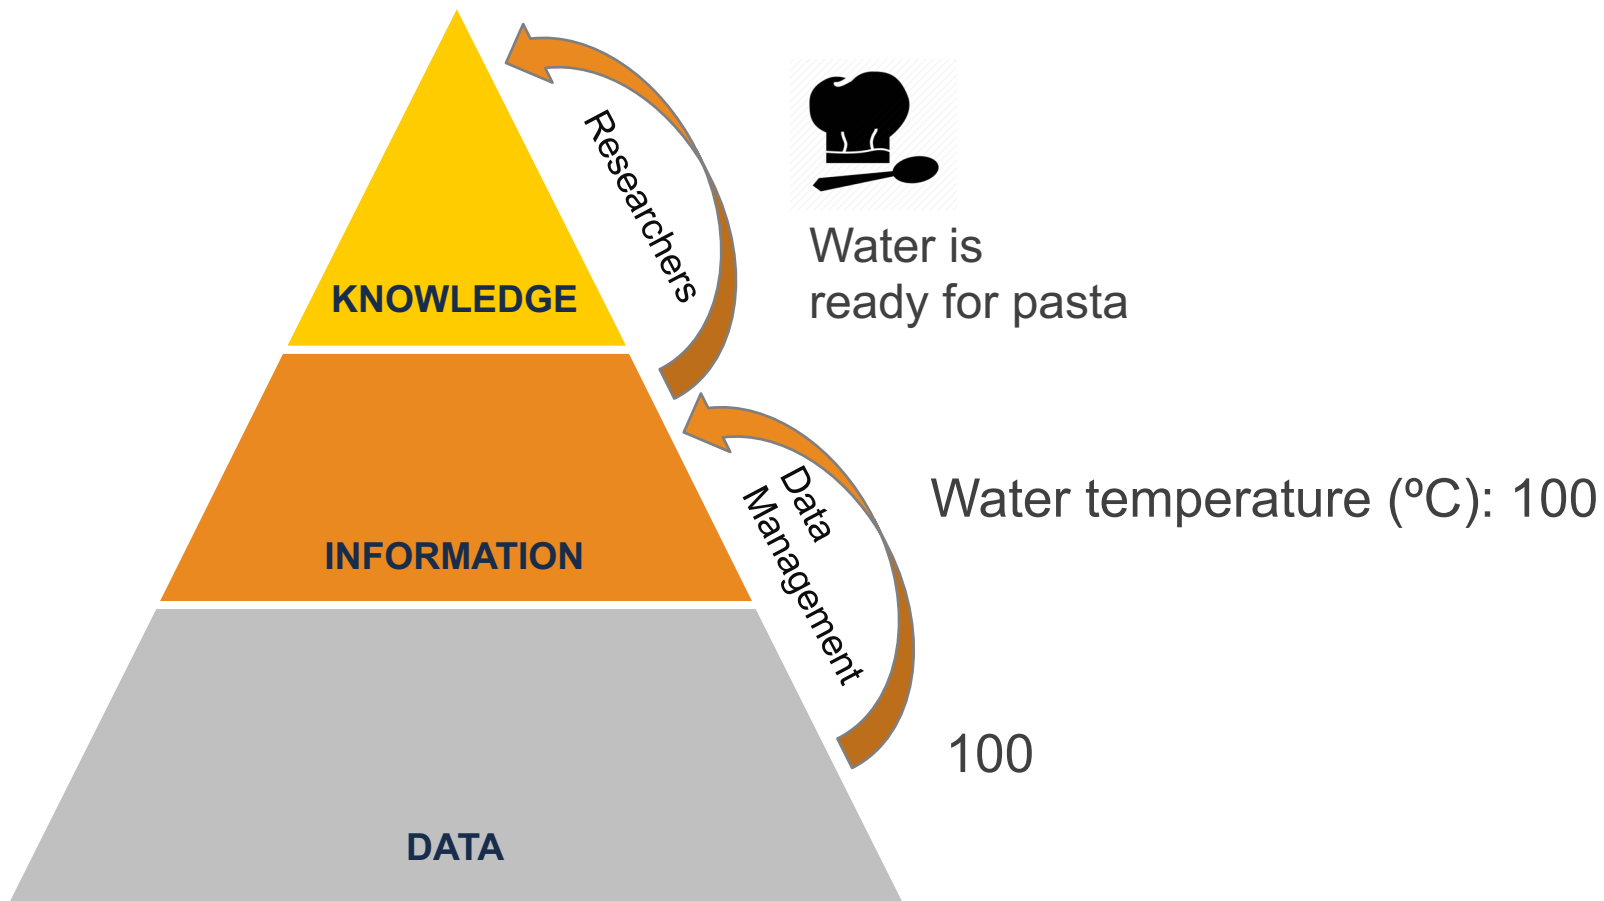 Researchers
Water is
ready for pasta
KNOWLEDGE
Data
Management
Water temperature (ºC): 100
INFORMATION
100
DATA